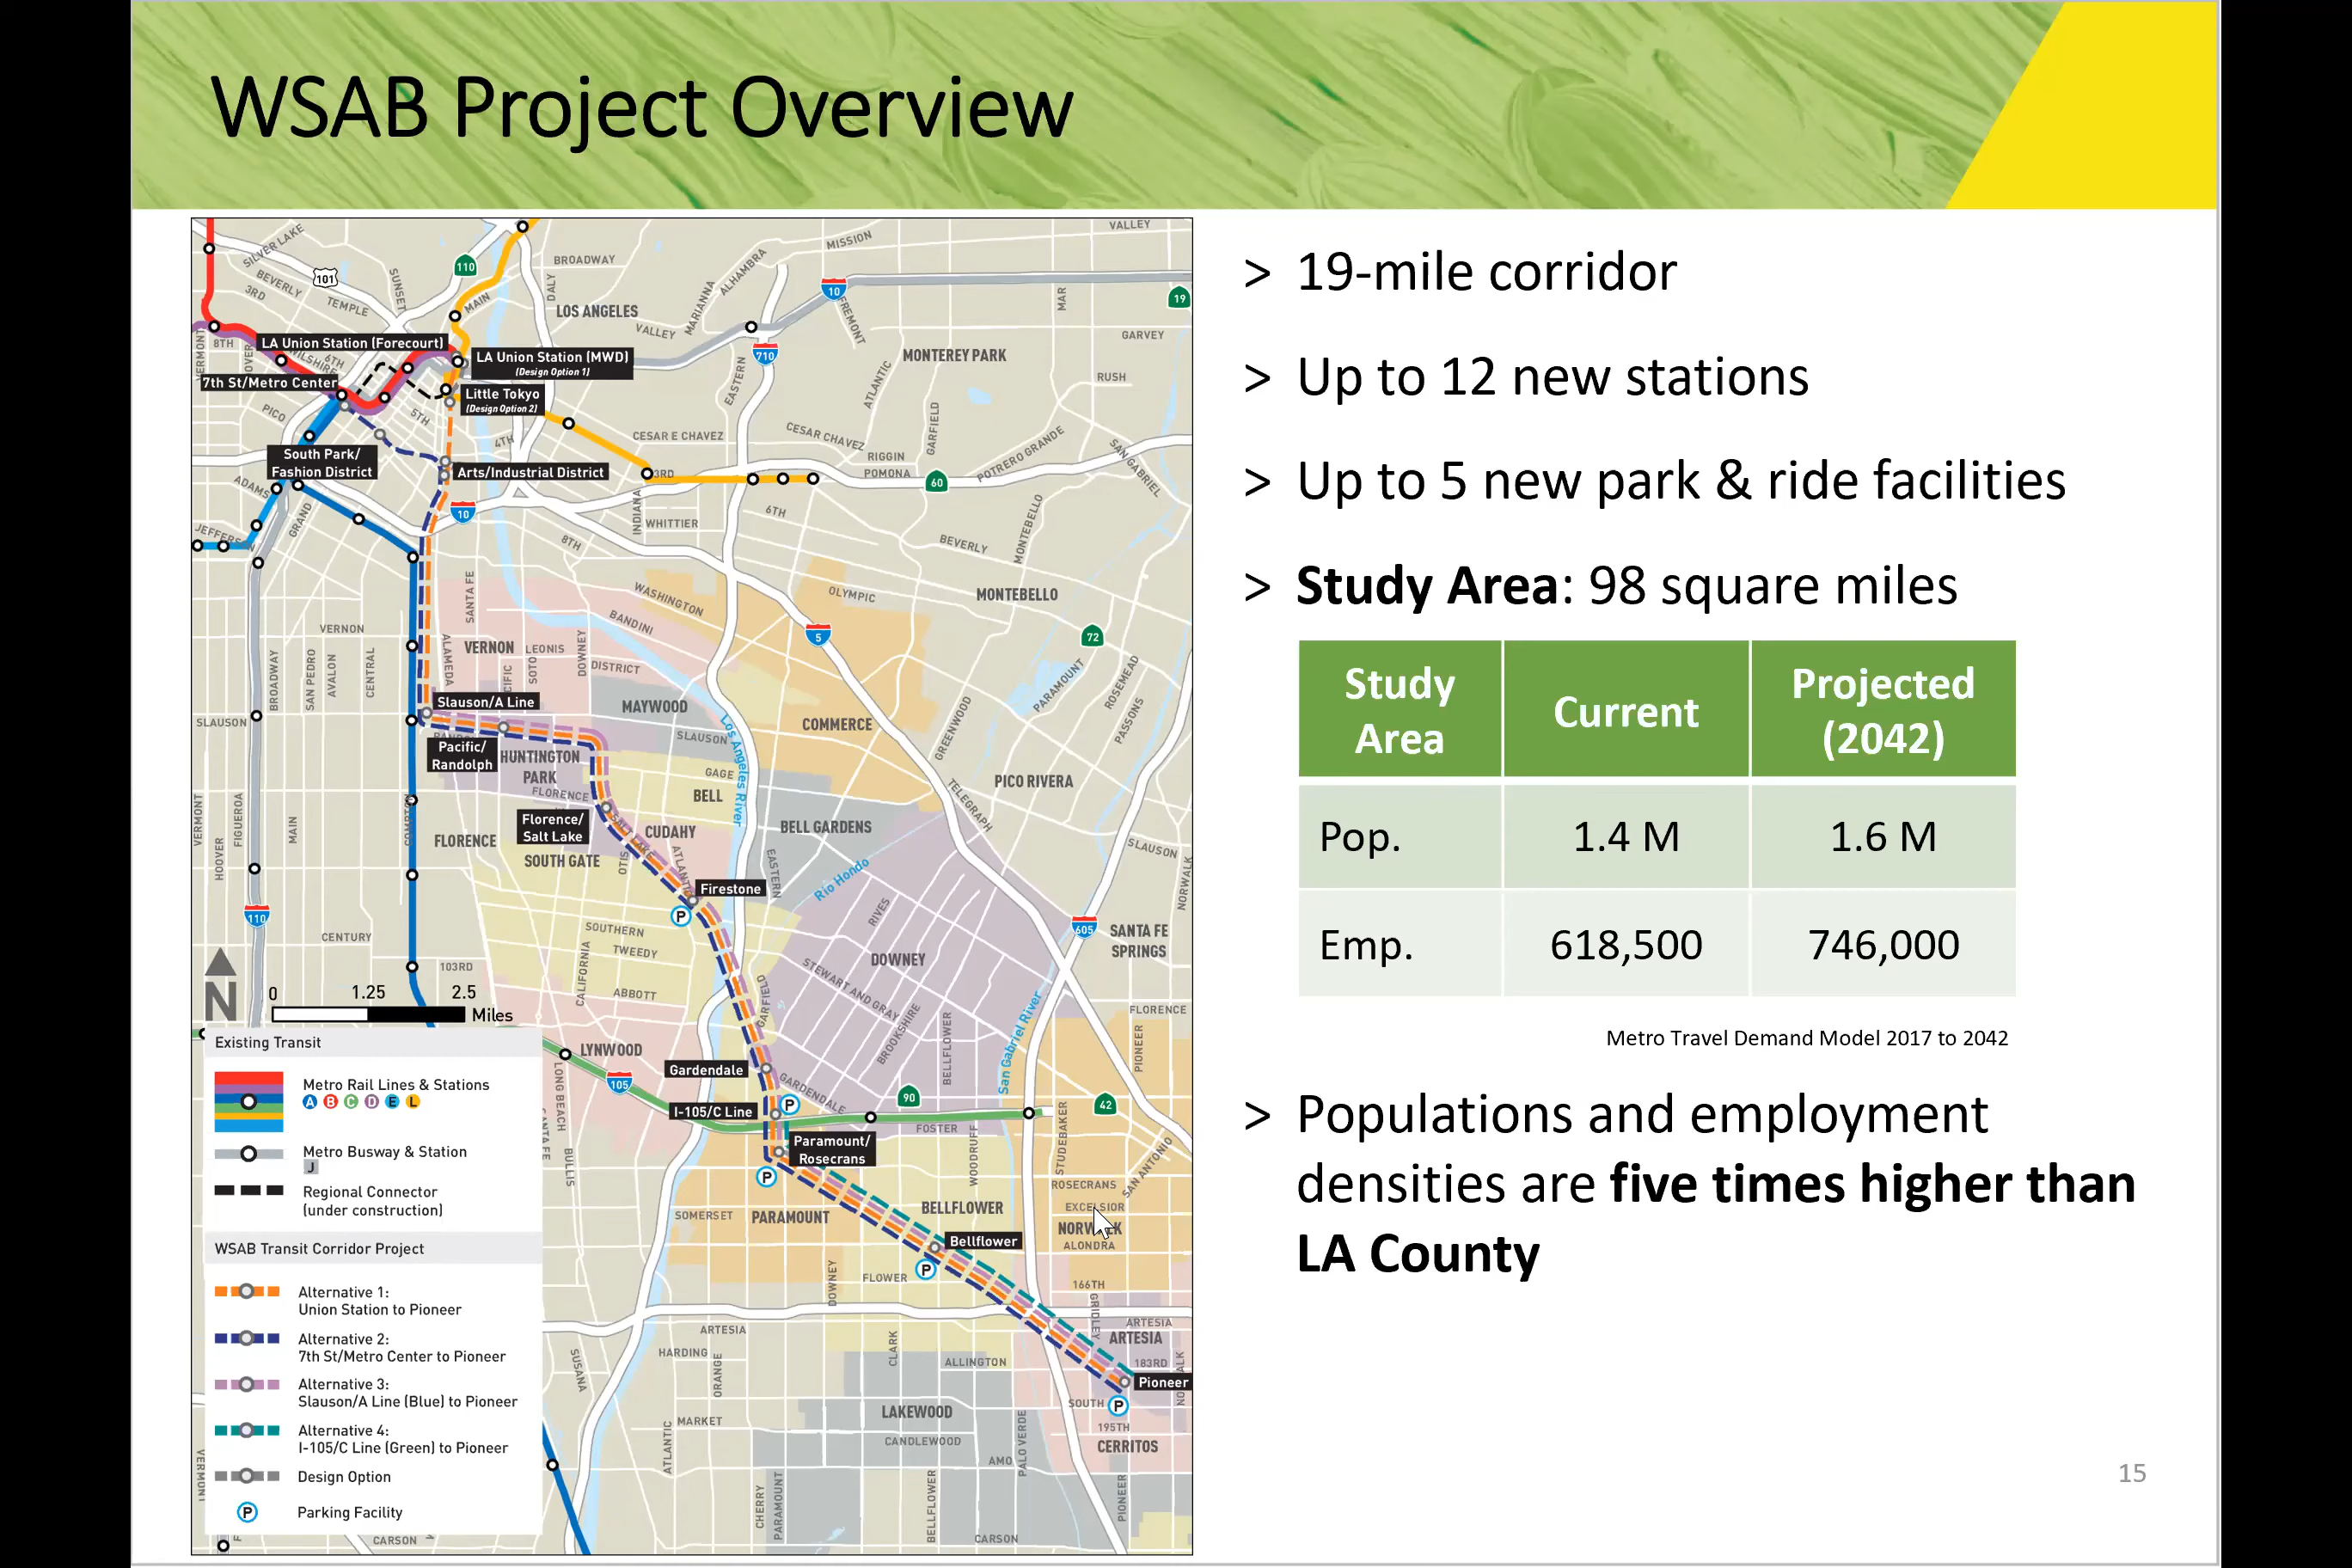 WSAB Project Overview
> 19-mile corridor
> Up to 12 new stations
> Up to 5 new park & ride facilities
> Study Area: 98 square miles
Study Area
Current
Projected (2042)
Pop.
1.4 M
1.6 M
Emp.
618,500
746,000
Metro Travel Demand Model 2017 to 2042
> Populations and employment
densities are five times higher than
LA County
15
VALLEY
MISSION
BROADWAY
SILVER LAKE
101
110
SUNSET
BEVERLY
3RD
TEMPLE
MAIN
DALY
LOS ANGELES
MARIANNA
ALHAMBRA
10
FREMONT
MAR
19
VALLEY
GARVEY
VERMONT
8TH
LA Union Station (Forecourt)
WILSHIRE
6TH
LA Union Station (MWD)
(Design Option 1)
710
MONTEREY PARK
7th St/Metro Center
Little Tokyo
(Design Option 2)
EASTERN
ATLANTIC
RUSH
PICO
5TH
4TH
CESAR E CHAVEZ
CESAR CHAVEZ
GARFIELD
RIGGIN
POTRERO GRANDE
SAN GABRIEL
South Park/
Fashion District
Arts/Industrial District
3RD
POMONA
60
ADAMS
GRAND
10
INDIANA
WHITTIER
6TH
MONTEBELLO
JEFFERSON
8TH
BEVERLY
SANTA FE
WASHINGTON
OLYMPIC
MONTEBELLO
BANDINI
5
72
VERNON
VERNON
LEONIS
DOWNEY
DISTRICT
ALAMEDA
SOTO
BROADWAY
SAN PEDRO
AVALON
CENTRAL
PARAMOUNT
ROSEMEAD
PASSONS
Slauson/A Line
MAYWOOD
COMMERCE
GREENWOOD
SLAUSON
SLAUSON
Los Angeles River
Pacific/
Randolph
HUNTINGTON
PARK
GAGE
PICO RIVERA
FLORENCE
BELL
TELEGRAPH
VERMONT
HOOVER
FIGUEROA
MAIN
Florence/
Salt Lake
CUDAHY
BELL GARDENS
FLORENCE
SOUTH GATE
OTIS
ATLANTIC
EASTERN
SLAUSON
NORWALK
Rio Hondo
Firestone
P
RIVES
110
605
SANTA FE
SPRINGS
CENTURY
SOUTHERN
TWEEDY
CALIFORNIA
DOWNEY
103RD
ABBOTT
STEWART AND GRAY
GARFIELD
BROOKSHIRE
BELLFLOWER
San Gabriel River
FLORENCE
PIONEER
N
0
1.25
2.5
Miles
LYNWOOD
105
LONG BEACH
Gardendale
GARDENDALE
90
42
I-105/C Line
P
FOSTER
STUDEBAKER
SANTA FE
BULLIS
Paramount/
Rosecrans
P
WOODRUFF
SAN ANTONIO
ROSECRANS
SOMERSET
PARAMOUNT
BELLFLOWER
EXCELSIOR
NORWALK
ALONDRA
Bellflower
P
FLOWER
DOWNEY
166TH
GRIDLEY
ARTESIA
ARTESIA
ARTESIA
HARDING
ORANGE
CLARK
ALLINGTON
183RD
Pioneer
SUSANA
SOUTH
P
195TH
LAKEWOOD
MARKET
CANDLEWOOD
CERRITOS
ATLANTIC
PALO VERDE
CHERRY
PARAMOUNT
BELLFLOWER
PIONEER
CARSON
CARSON
VERMONT
Existing Transit
Metro Rail Lines & Stations
A B C D E L
Metro Busway & Station
J
Regional Connector
(under construction)
WSAB Transit Corridor Project
Alternative 1:
Union Station to Pioneer
Alternative 2:
7th St/Metro Center to Pioneer
Alternative 3:
Slauson/A Line (Blue) to Pioneer
Alternative 4:
I-105/C Line (Green) to Pioneer
Design Option
P
Parking Facility